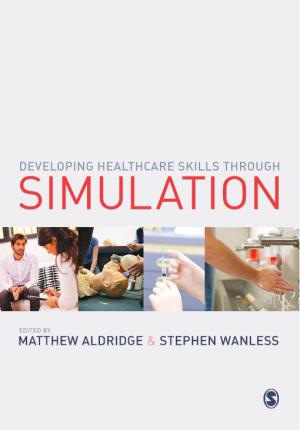 DEVELOPING HEALTHCARE SKILLS THROUGH
SIMULATION
EDITED BY
MATTHEW ALDRIDGE & STEPHEN WANLESS